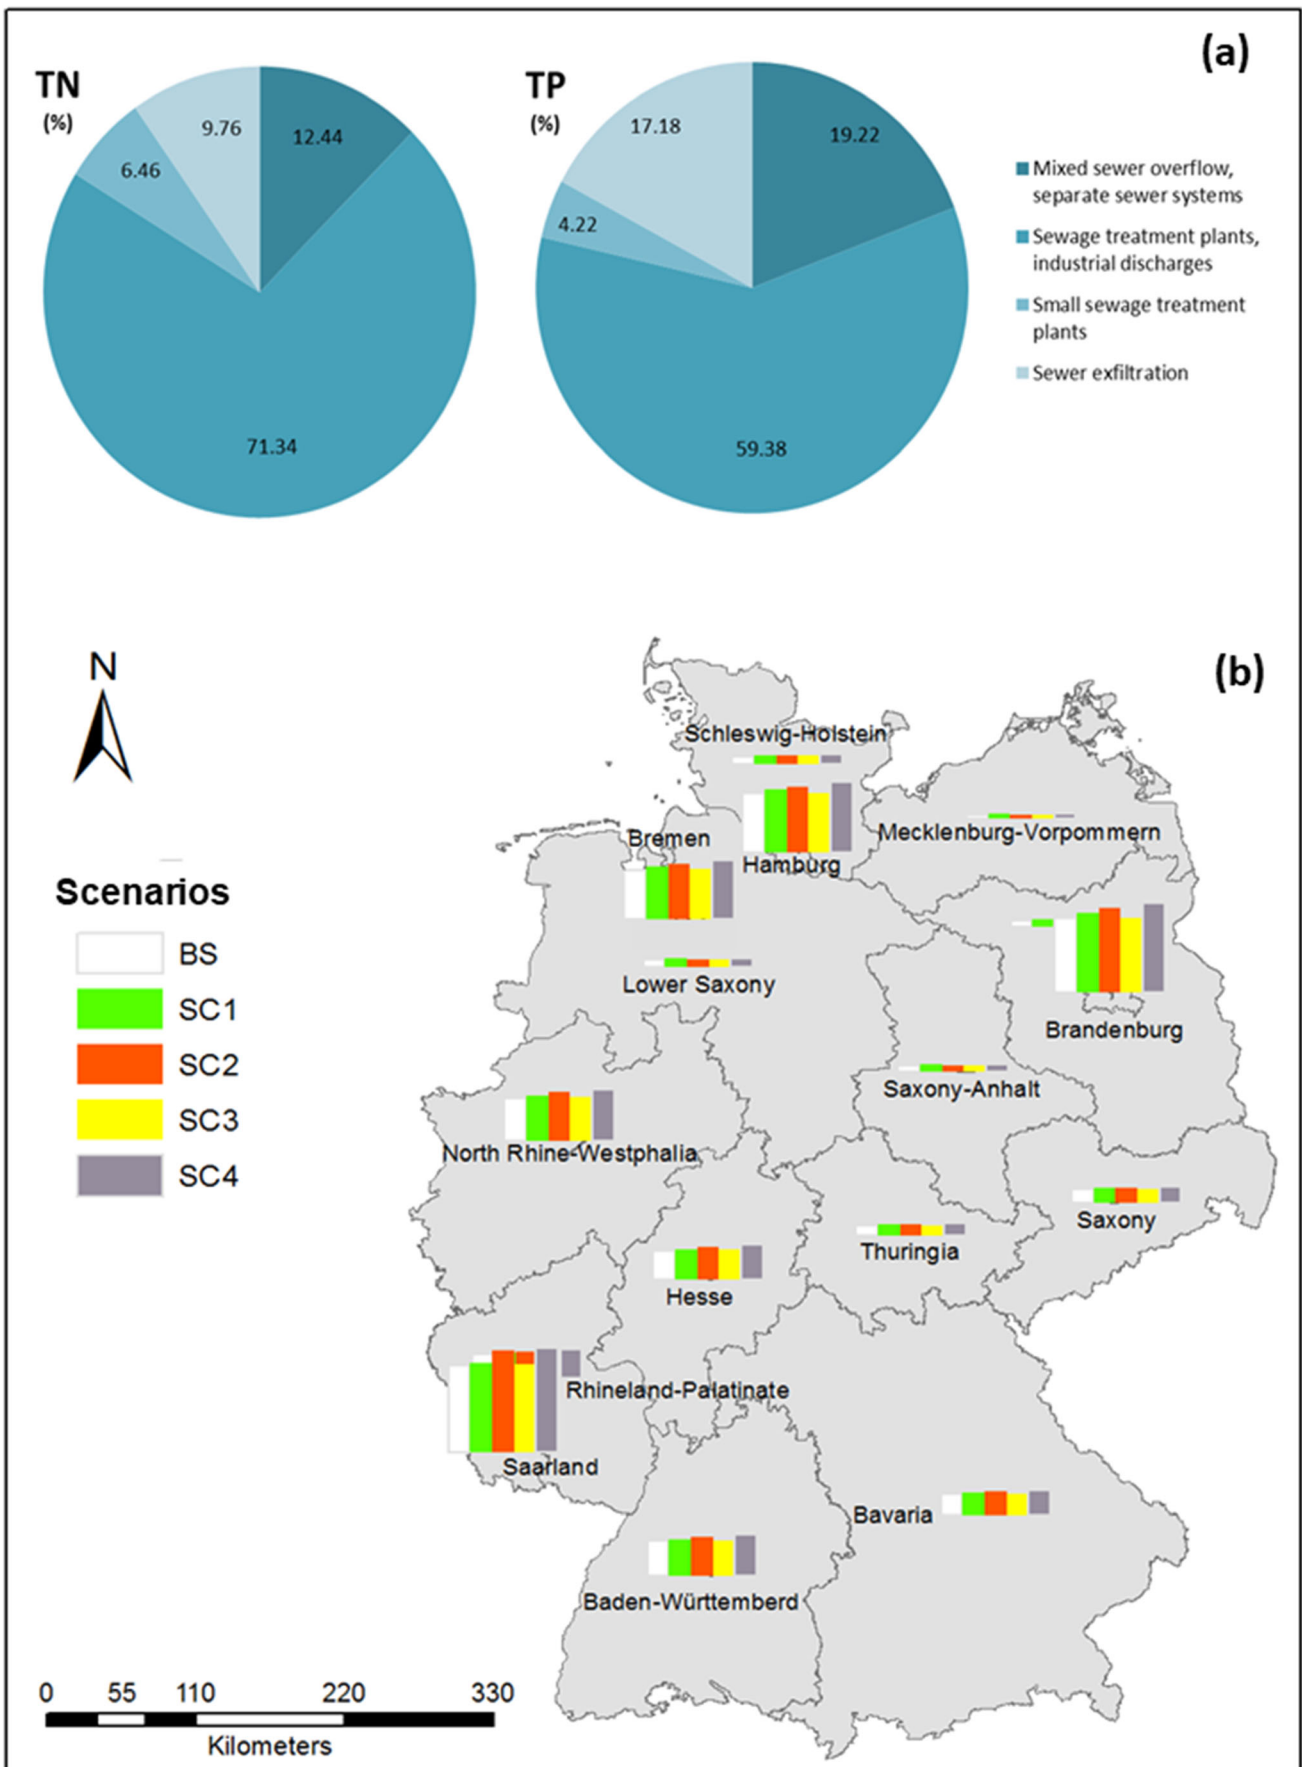 (a)
TN
(%)
9.76
12.44
6.46
71.34
TP
(%)
17.18
19.22
4.22
59.38
Mixed sewer overflow,
separate sewer systems
Sewage treatment plants,
industrial discharges
Small sewage treatment
plants
Sewer exfiltration
(b)
N
Scenarios
BS
SC1
SC2
SC3
SC4
Schleswig-Holstein
Mecklenburg-Vorpommern
Bremen
Hamburg
Lower Saxony
Brandenburg
Saxony-Anhalt
North Rhine-Westphalia
Saxony
Thuringia
Hesse
Rhineland-Palatinate
Saarland
Bavaria
Baden-Württemberd
0 55 110 220 330
Kilometers